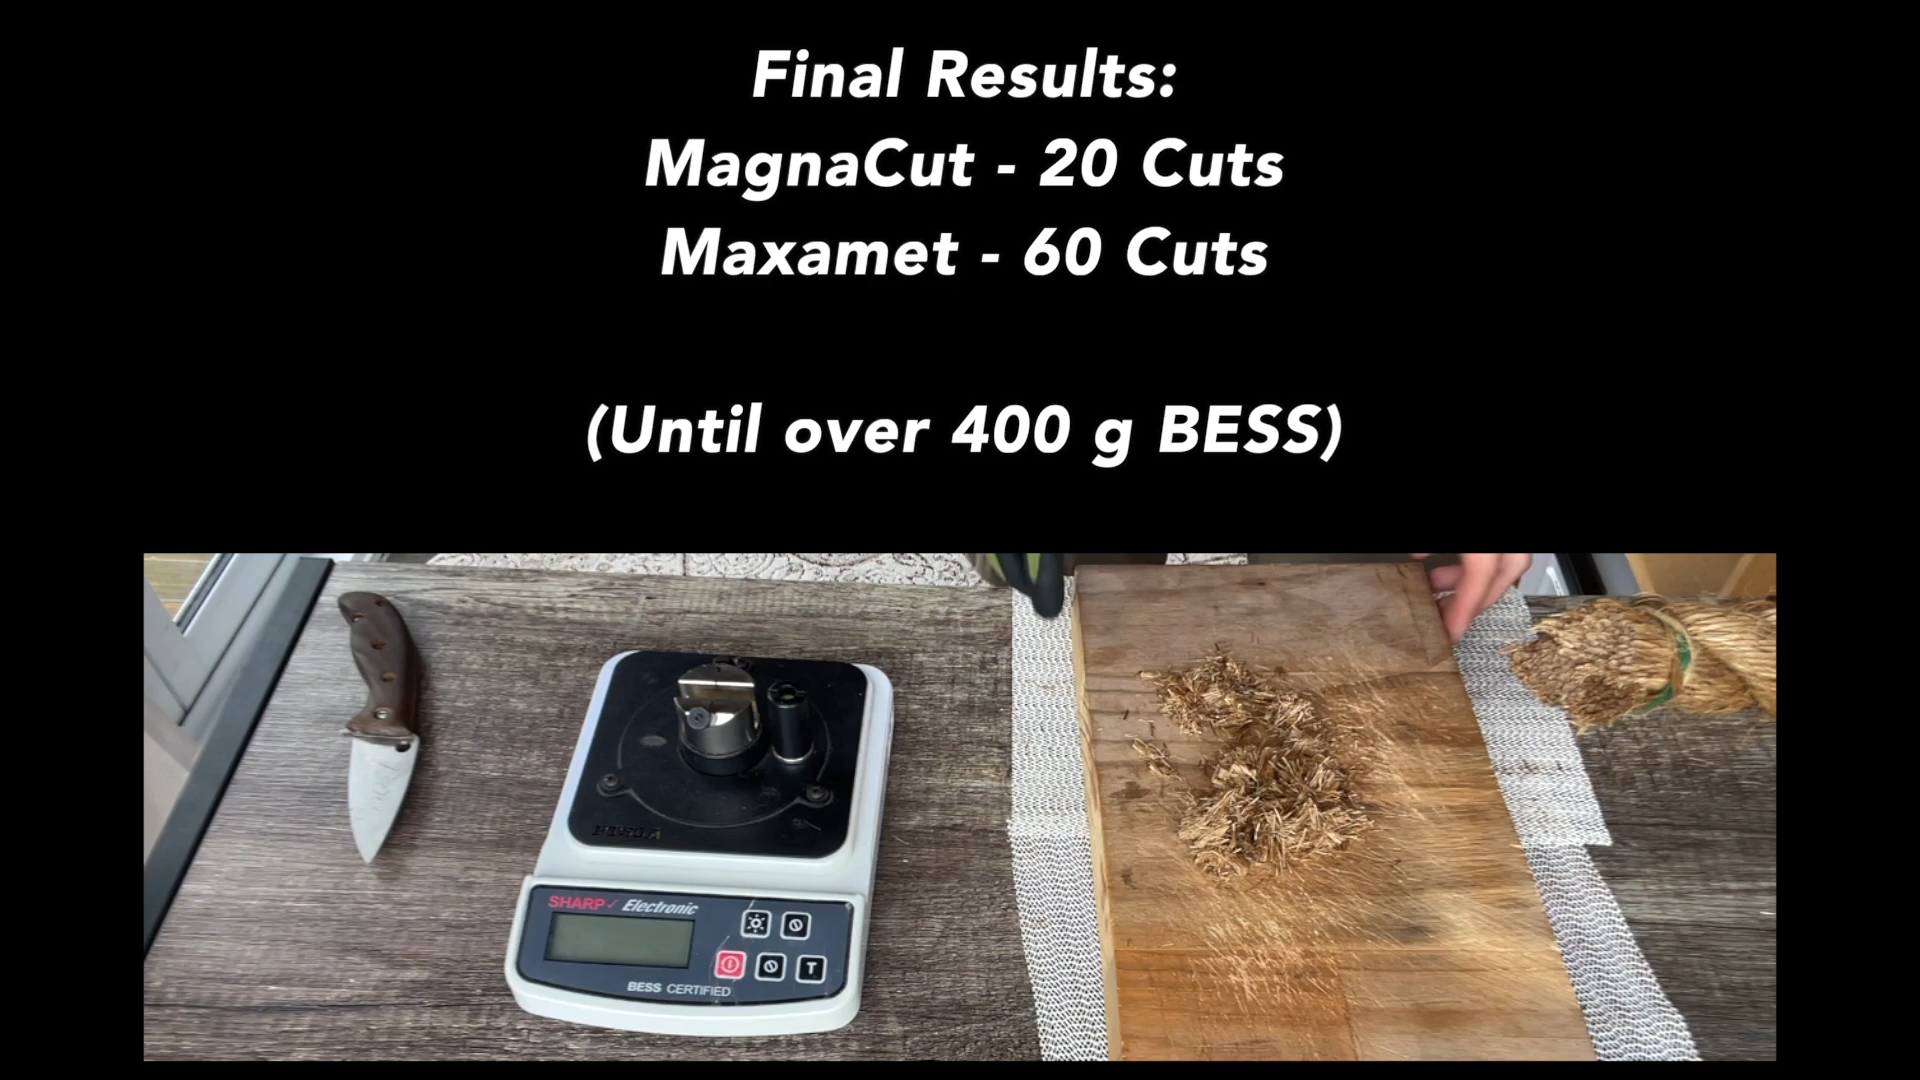 Final Results:
MagnaCut - 20 Cuts
Maxamet - 60 Cuts
(Until over 400 g BESS)
SHARP✓ Electronic
T
BESS CERTIFIED